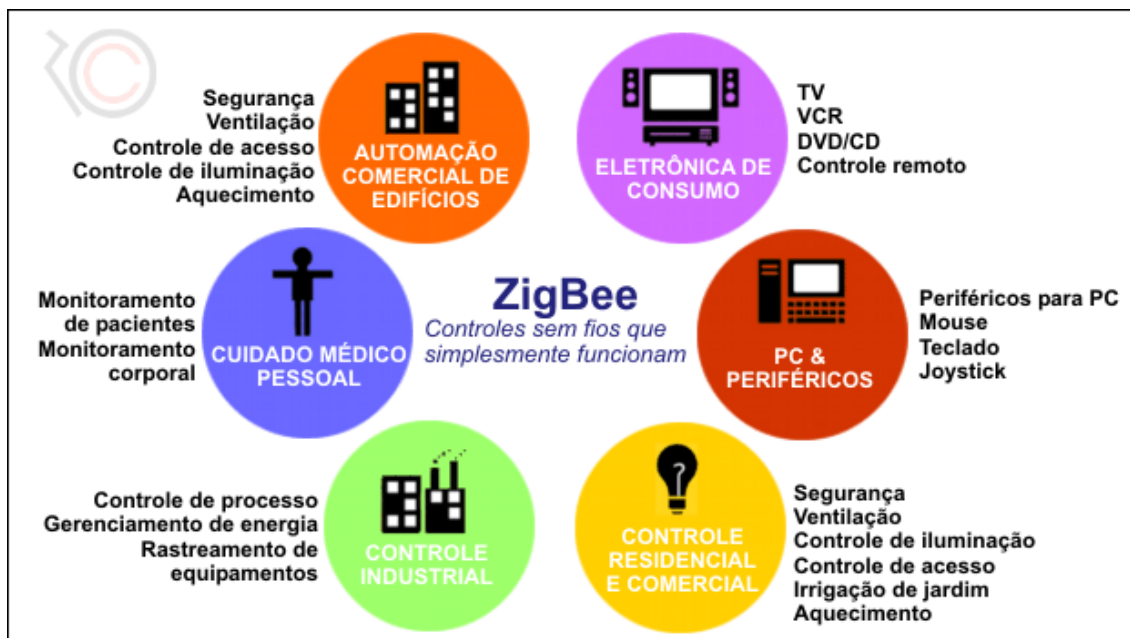 Segurança
Ventilação
Controle de acesso
Controle de iluminação
Aquecimento
AUTOMAÇÃO
COMERCIAL DE
EDIFÍCIOS
ELETRÔNICA DE
CONSUMO
TV
VCR
DVD/CD
Controle remoto
Monitoramento
de pacientes
Monitoramento
corporal
CUIDADO MÉDICO
PESSOAL
ZigBee
Controles sem fios que
simplesmente funcionam
PC &
PERIFÉRICOS
Periféricos para PC
Mouse
Teclado
Joystick
Controle de processo
Gerenciamento de energia
Rastreamento de
equipamentos
CONTROLE
INDUSTRIAL
?
CONTROLE
RESIDENCIAL
E COMERCIAL
Segurança
Ventilação
Controle de iluminação
Controle de acesso
Irrigação de jardim
Aquecimento